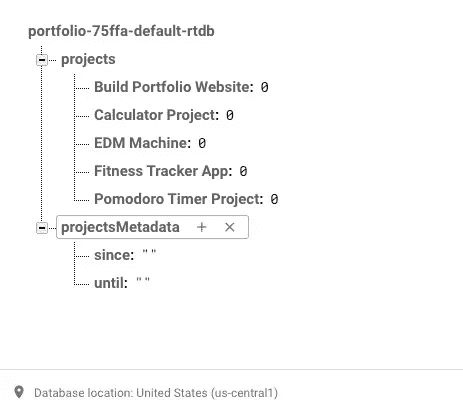 portfolio-75ffa-default-rtdb
projects
Build Portfolio Website: 0
Calculator Project: 0
EDM Machine: 0
Fitness Tracker App: 0
Pomodoro Timer Project: 0
projectsMetadata + ×
since: ""
until: ""
Database location: United States (us-central1)